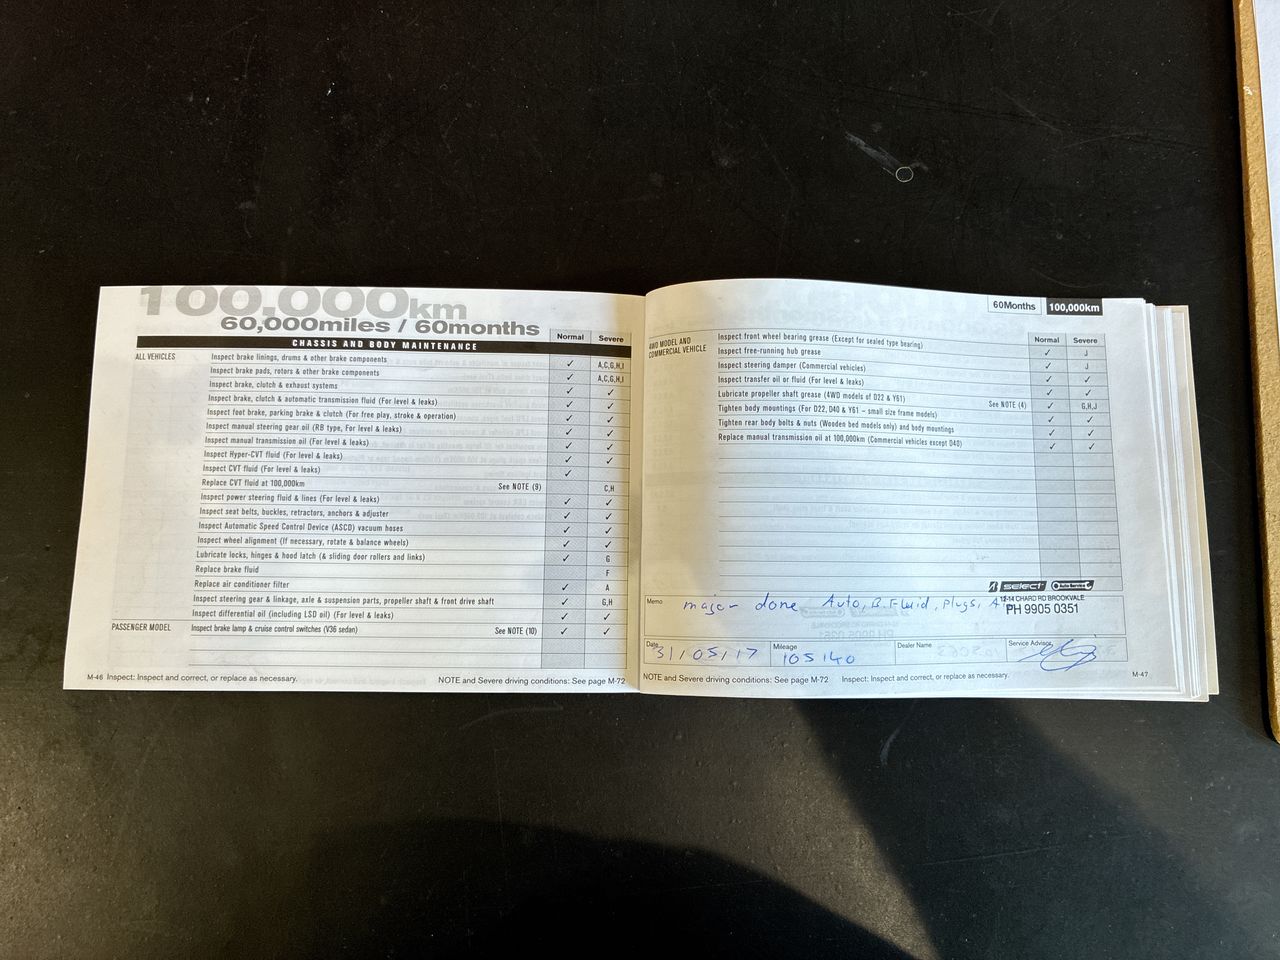 100,000km
60,000miles / 60months
CHASSIS AND BODY MAINTENANCE
Normal Severe
ALL VEHICLES
Inspect brake linings, drums & other brake components ✓ A,C,G,H,I
Inspect brake pads, rotors & other brake components ✓ A,C,G,H,I
Inspect brake, clutch & exhaust systems ✓ ✓
Inspect brake, clutch & automatic transmission fluid (For level & leaks) ✓ ✓
Inspect foot brake, parking brake & clutch (For free play, stroke & operation) ✓ ✓
Inspect manual steering gear oil (RB type, For level & leaks) ✓ ✓
Inspect manual transmission oil (For level & leaks) ✓ ✓
Inspect Hyper-CVT fluid (For level & leaks) ✓ ✓
Inspect CVT fluid (For level & leaks) ✓
Replace CVT fluid at 100,000km See NOTE (9) C,H
Inspect power steering fluid & lines (For level & leaks) ✓ ✓
Inspect seat belts, buckles, retractors, anchors & adjuster ✓ ✓
Inspect Automatic Speed Control Device (ASCD) vacuum hoses ✓ ✓
Inspect wheel alignment (If necessary, rotate & balance wheels) ✓ ✓
Lubricate locks, hinges & hood latch (& sliding door rollers and links) ✓ G
Replace brake fluid F
Replace air conditioner filter ✓ A
Inspect steering gear & linkage, axle & suspension parts, propeller shaft & front drive shaft ✓ G,H
Inspect differential oil (including LSD oil) (For level & leaks) ✓ ✓
PASSENGER MODEL Inspect brake lamp & cruise control switches (V36 sedan) See NOTE (10) ✓ ✓
M-46 Inspect: Inspect and correct, or replace as necessary. NOTE and Severe driving conditions: See page M-72
60Months 100,000km
Normal Severe
4WD MODEL AND COMMERCIAL VEHICLE
Inspect front wheel bearing grease (Except for sealed type bearing) ✓ J
Inspect free-running hub grease ✓ J
Inspect steering damper (Commercial vehicles) ✓ ✓
Inspect transfer oil or fluid (For level & leaks) ✓ ✓
Lubricate propeller shaft grease (4WD models of D22 & Y61) See NOTE (4) ✓ G,H,J
Tighten body mountings (For D22, D40 & Y61 – small size frame models) ✓ ✓
Tighten rear body bolts & nuts (Wooden bed models only) and body mountings ✓ ✓
Replace manual transmission oil at 100,000km (Commercial vehicles except D40) ✓ ✓
select Auto Service
12-14 CHARD RD BROOKVALE
PH 9905 0351
Memo major done Auto, B.Fluid, Plugs,
Date 31/05/17 Mileage 105140 Dealer Name Service Advisor
NOTE and Severe driving conditions: See page M-72 Inspect: Inspect and correct, or replace as necessary. M-47